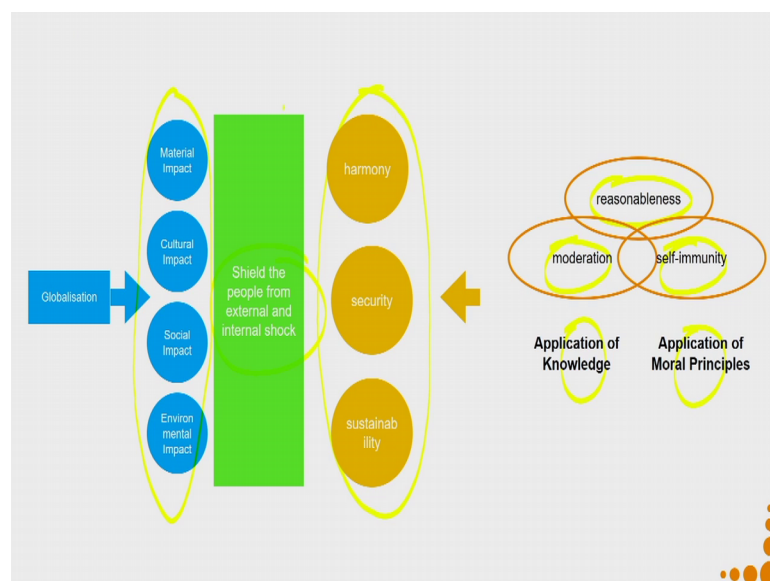 Globalisation
Material
Impact
Cultural
Impact
Social
Impact
Environ
mental
Impact
Shield the
people from
external and
internal shock
harmony
security
sustainab
ility
reasonableness
moderation
self-immunity
Application of
Knowledge
Application of
Moral Principles